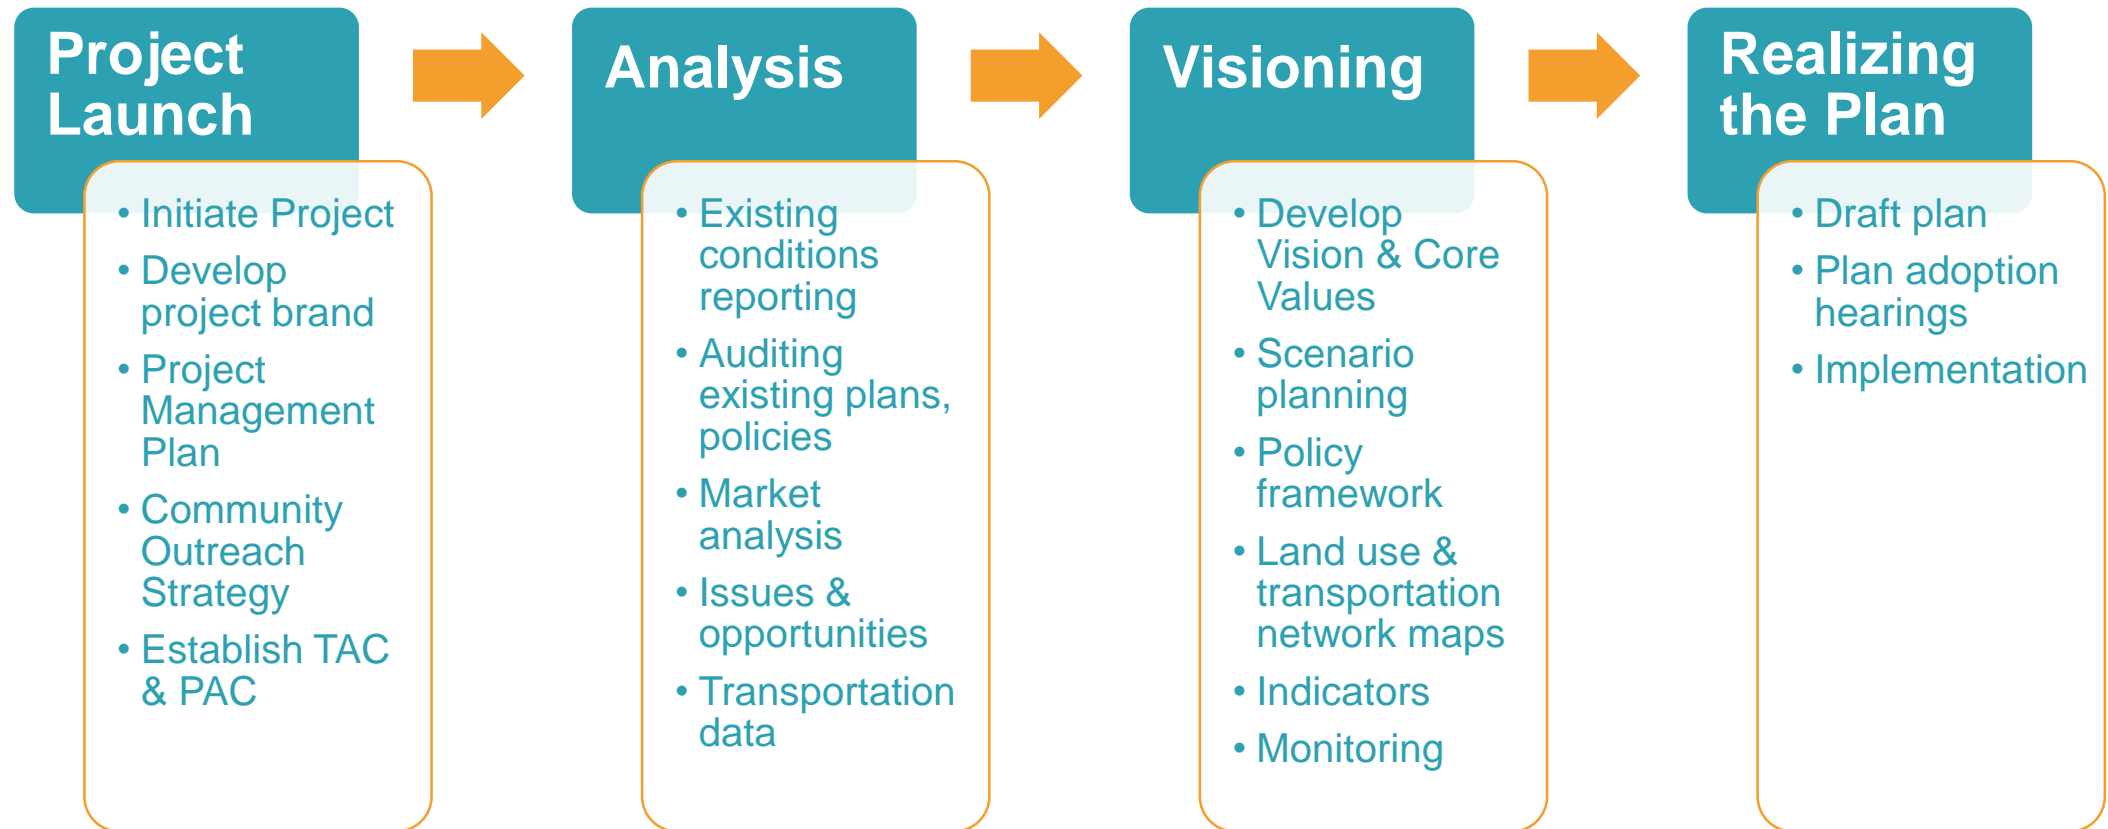 Project
Launch
• Initiate Project
• Develop
project brand
• Project
Management
Plan
• Community
Outreach
Strategy
• Establish TAC
& PAC
Analysis
• Existing
conditions
reporting
• Auditing
existing plans,
policies
• Market
analysis
• Issues &
opportunities
• Transportation
data
Visioning
• Develop
Vision & Core
Values
• Scenario
planning
• Policy
framework
• Land use &
transportation
network maps
• Indicators
• Monitoring
Realizing
the Plan
• Draft plan
• Plan adoption
hearings
• Implementation